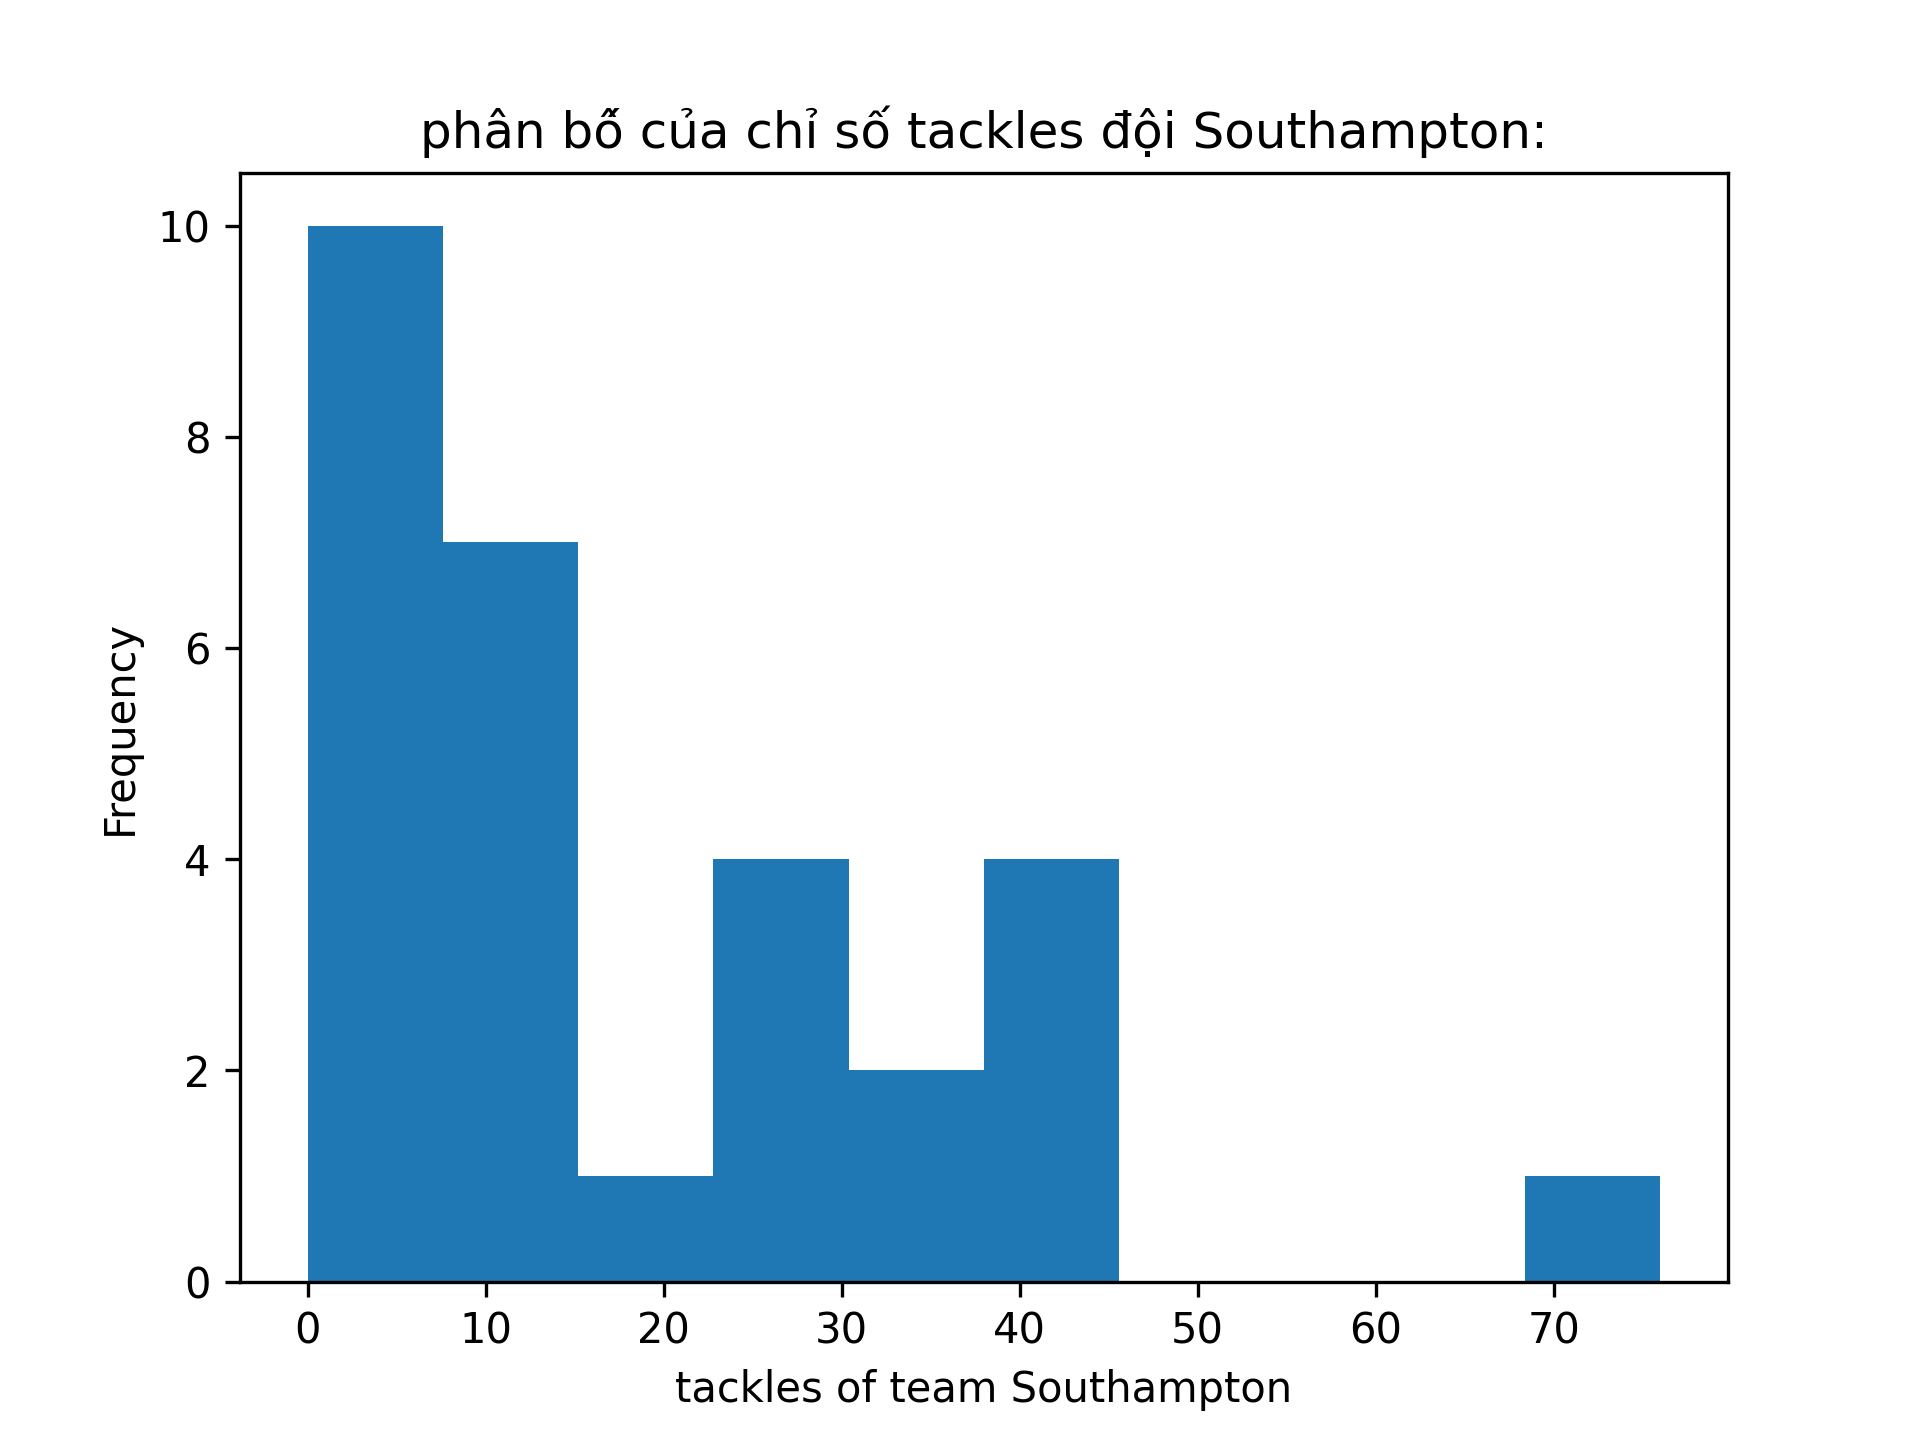 phân bố của chỉ số tackles đội Southampton:
10
8
6
4
2
0
Frequency
0 10 20 30 40 50 60 70
tackles of team Southampton